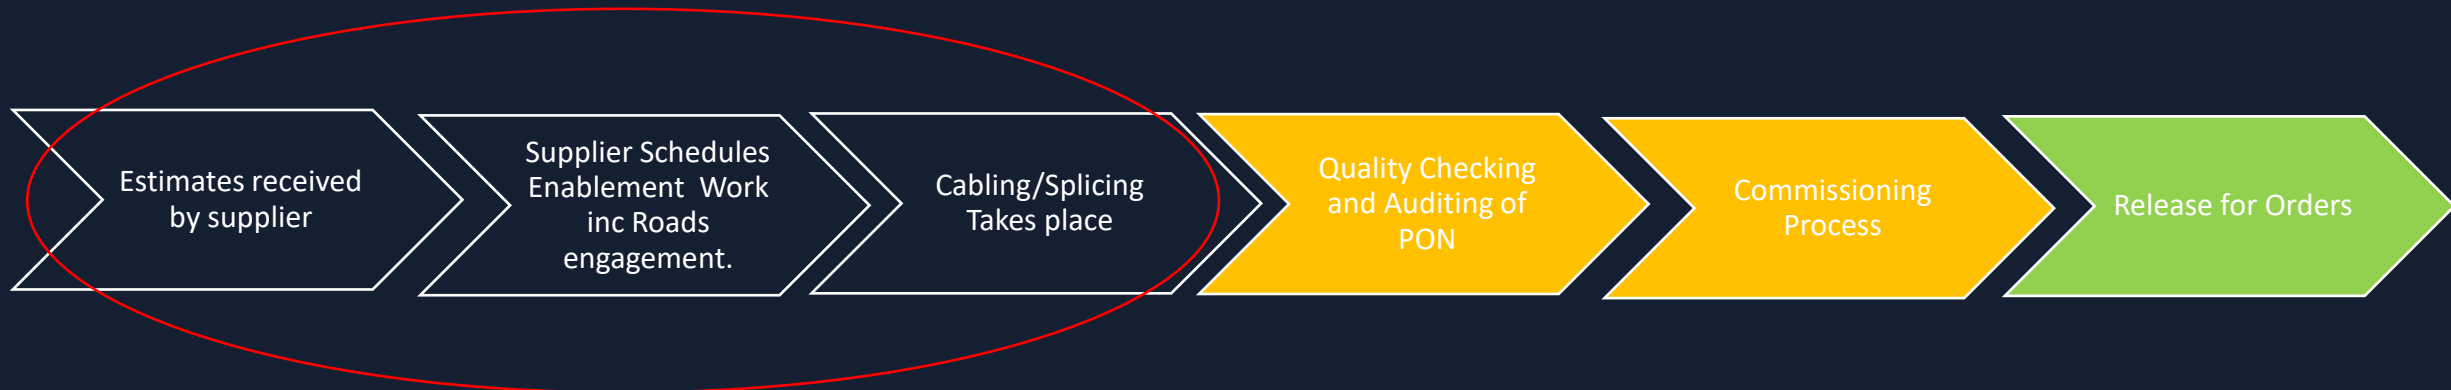 Estimates received
by supplier
Supplier Schedules
Enablement  Work
inc Roads
engagement.
Cabling/Splicing
Takes place
Quality Checking
and Auditing of
PON
Commissioning
Process
Release for Orders